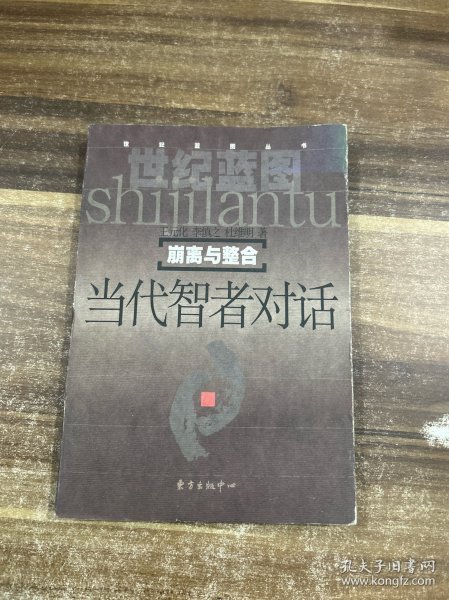 世纪蓝图丛书
世纪蓝图
shijilantu
王元化 李慎之 杜维明 著
崩离与整合
当代智者对话
东方出版中心
孔夫子旧书网
www.kongfz.com